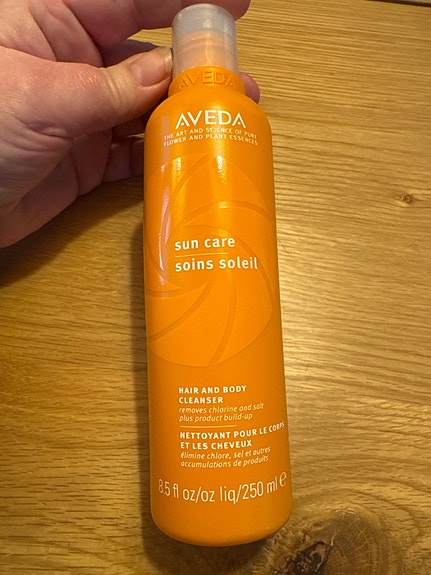 AVEDA
AVEDA
THE ART AND SCIENCE OF PURE
FLOWER AND PLANT ESSENCES
sun care
soins soleil
HAIR AND BODY
CLEANSER
removes chlorine and salt
plus product build-up
NETTOYANT POUR LE CORPS
ET LES CHEVEUX
élimine chlore, sel et autres
accumulations de produits
8.5 fl oz/oz liq/250 ml e